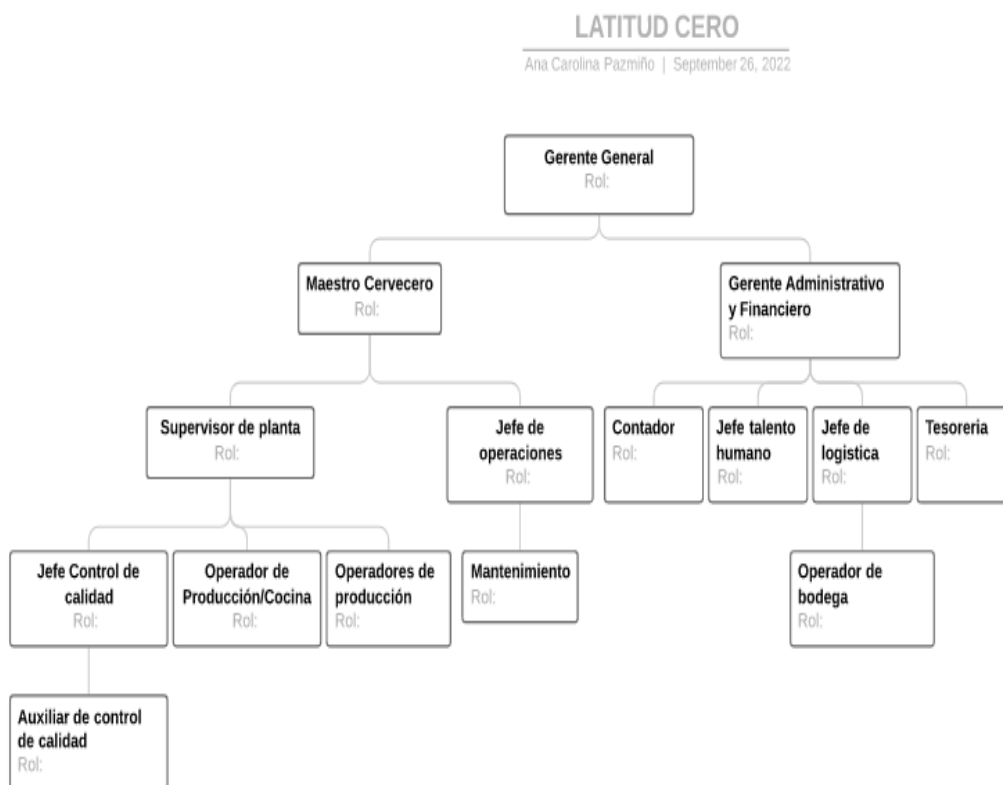 LATITUD CERO
Ana Carolina Pazmiño | September 26, 2022
Gerente General
Rol:
Maestro Cervecero
Rol:
Gerente Administrativo
y Financiero
Rol:
Supervisor de planta
Rol:
Jefe de
operaciones
Rol:
Contador
Rol:
Jefe talento
humano
Rol:
Jefe de
logistica
Rol:
Tesoreria
Rol:
Jefe Control de
calidad
Rol:
Operador de
Producción/Cocina
Rol:
Operadores de
producción
Rol:
Mantenimiento
Rol:
Operador de
bodega
Rol:
Auxiliar de control
de calidad
Rol: